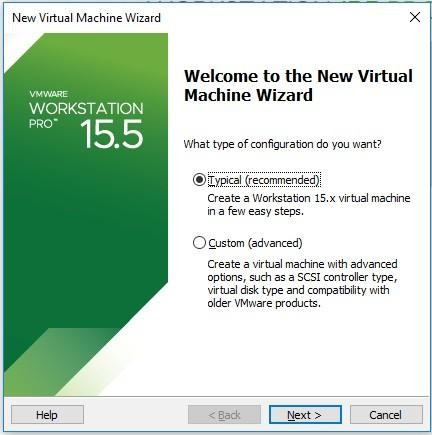 New Virtual Machine Wizard
VMWARE
WORKSTATION
PRO™
15.5
Welcome to the New Virtual
Machine Wizard
What type of configuration do you want?
Typical (recommended)
Create a Workstation 15.x virtual machine
in a few easy steps.
Custom (advanced)
Create a virtual machine with advanced
options, such as a SCSI controller type,
virtual disk type and compatibility with
older VMware products.
Help
< Back
Next >
Cancel